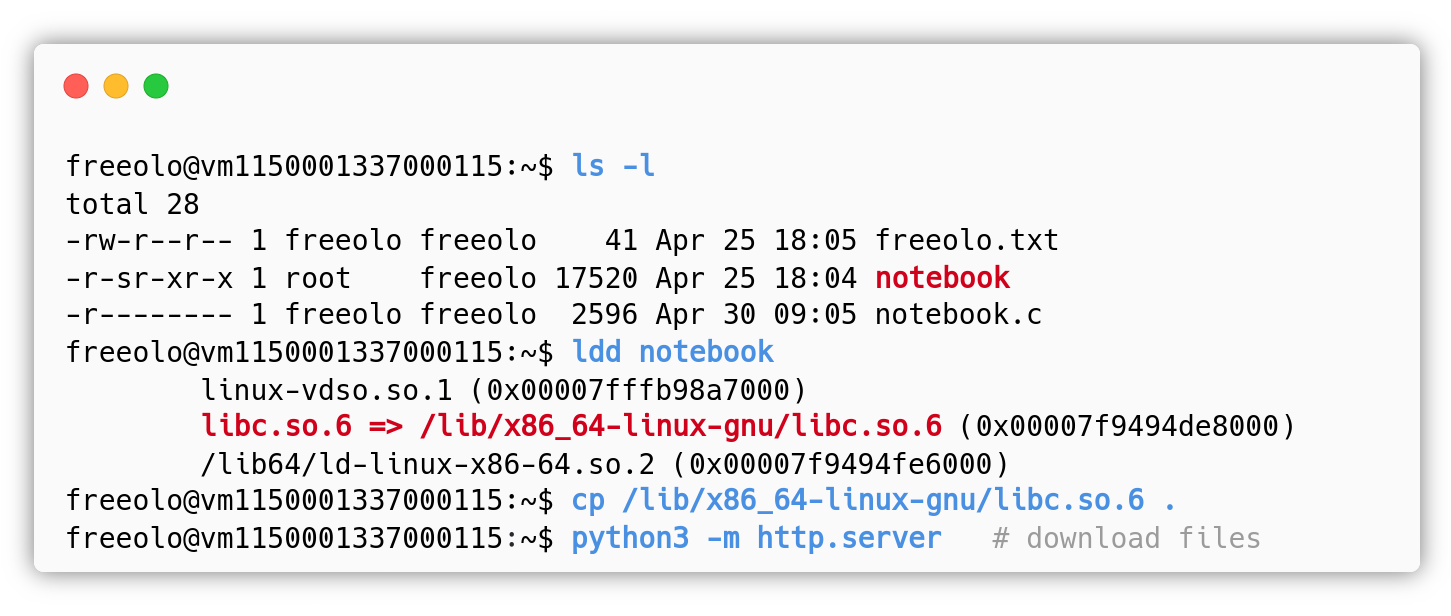 freeolo@vm1150001337000115:~$ ls -l
total 28
-rw-r--r-- 1 freeolo freeolo    41 Apr 25 18:05 freeolo.txt
-r-sr-xr-x 1 root    freeolo 17520 Apr 25 18:04 notebook
-r-------- 1 freeolo freeolo  2596 Apr 30 09:05 notebook.c
freeolo@vm1150001337000115:~$ ldd notebook
        linux-vdso.so.1 (0x00007fffb98a7000)
        libc.so.6 => /lib/x86_64-linux-gnu/libc.so.6 (0x00007f9494de8000)
        /lib64/ld-linux-x86-64.so.2 (0x00007f9494fe6000)
freeolo@vm1150001337000115:~$ cp /lib/x86_64-linux-gnu/libc.so.6 .
freeolo@vm1150001337000115:~$ python3 -m http.server   # download files